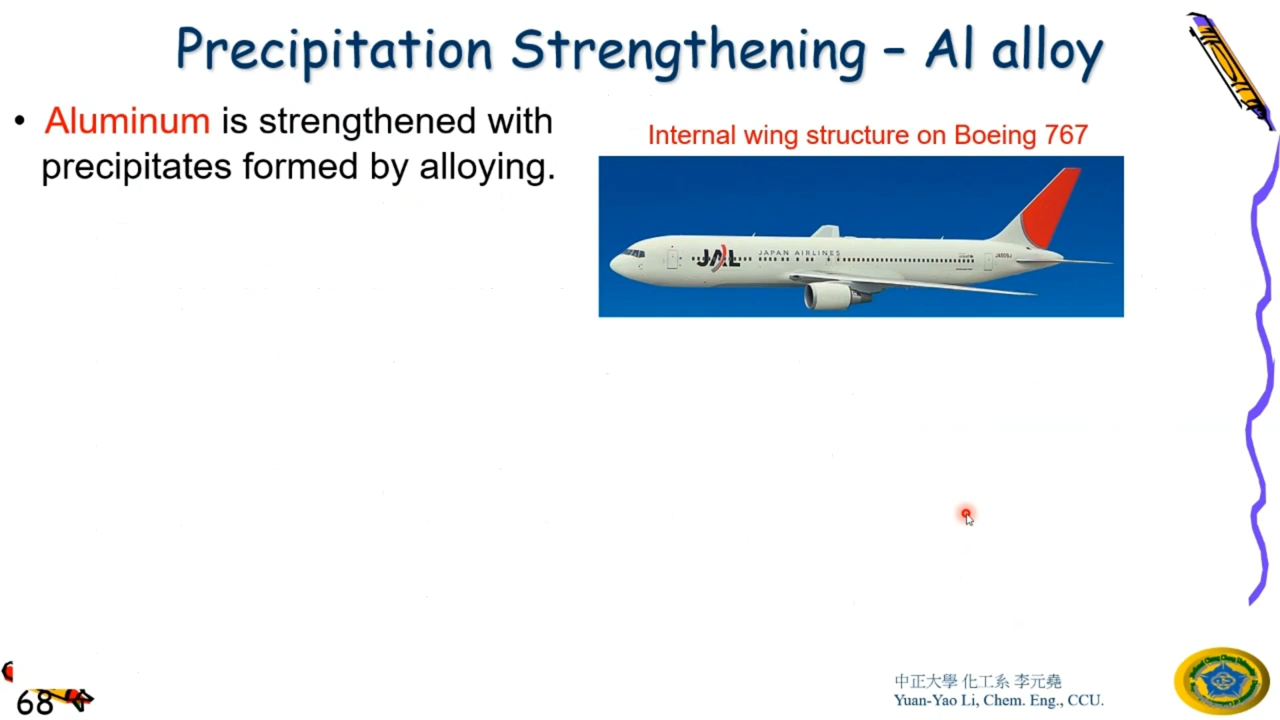 Precipitation Strengthening – Al alloy
• Aluminum is strengthened with
precipitates formed by alloying.
Internal wing structure on Boeing 767
JAL JAPAN AIRLINES
68
中正大學 化工系 李元堯
Yuan-Yao Li, Chem. Eng., CCU.